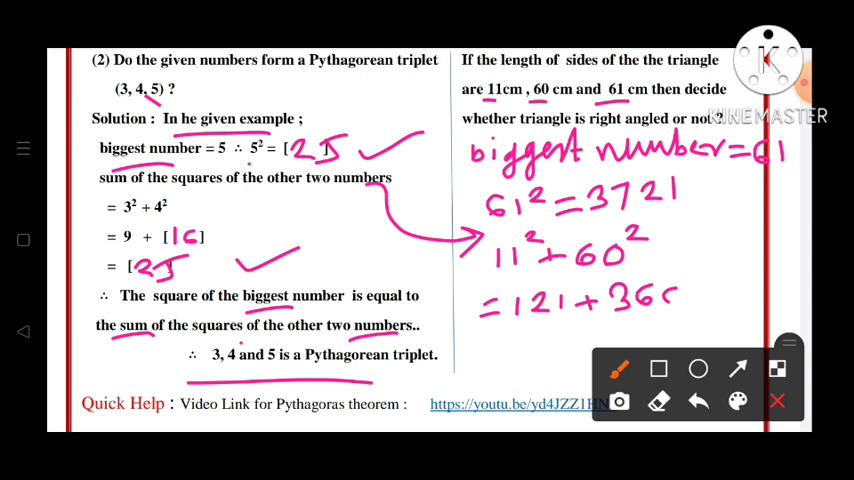 (2) Do the given numbers form a Pythagorean triplet
(3, 4, 5) ?
Solution : In he given example ;
biggest number = 5 ∴ 5² = [25]
sum of the squares of the other two numbers
= 3² + 4²
= 9 + [16]
= [25]
∴ The square of the biggest number is equal to
the sum of the squares of the other two numbers..
∴ 3, 4 and 5 is a Pythagorean triplet.
If the length of sides of the the triangle
are 11cm , 60 cm and 61 cm then decide
whether triangle is right angled or not ?
biggest number = 61
61² = 3721
11² + 60²
= 121 + 360
Quick Help : Video Link for Pythagoras theorem : https://youtu.be/yd4JZZ1HN
K
KINEMASTER